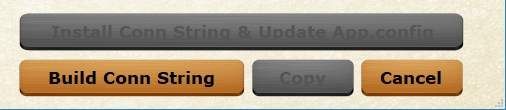 Install Conn String & Update App.config
Build Conn String Copy Cancel